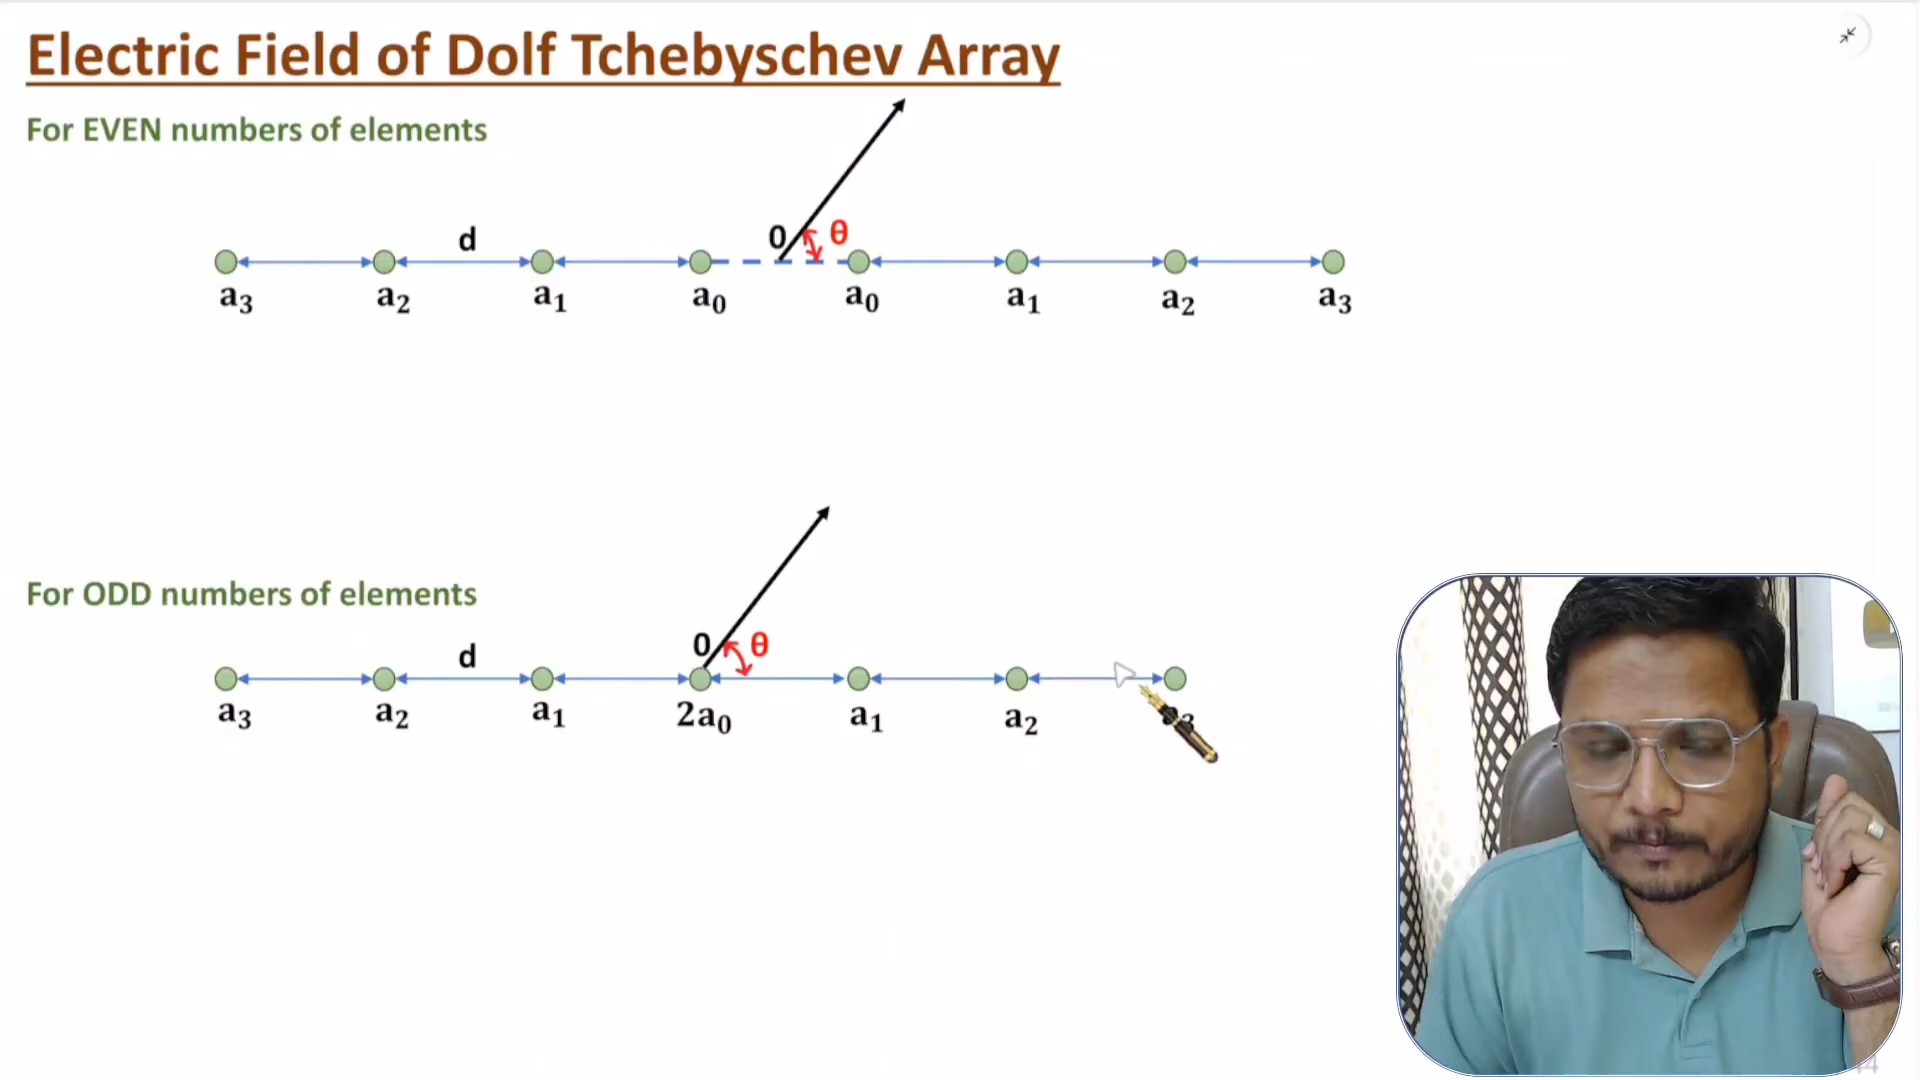 Electric Field of Dolf Tchebyschev Array
For EVEN numbers of elements
d 0 θ
a₃ a₂ a₁ a₀ a₀ a₁ a₂ a₃
For ODD numbers of elements
d 0 θ
a₃ a₂ a₁ 2a₀ a₁ a₂